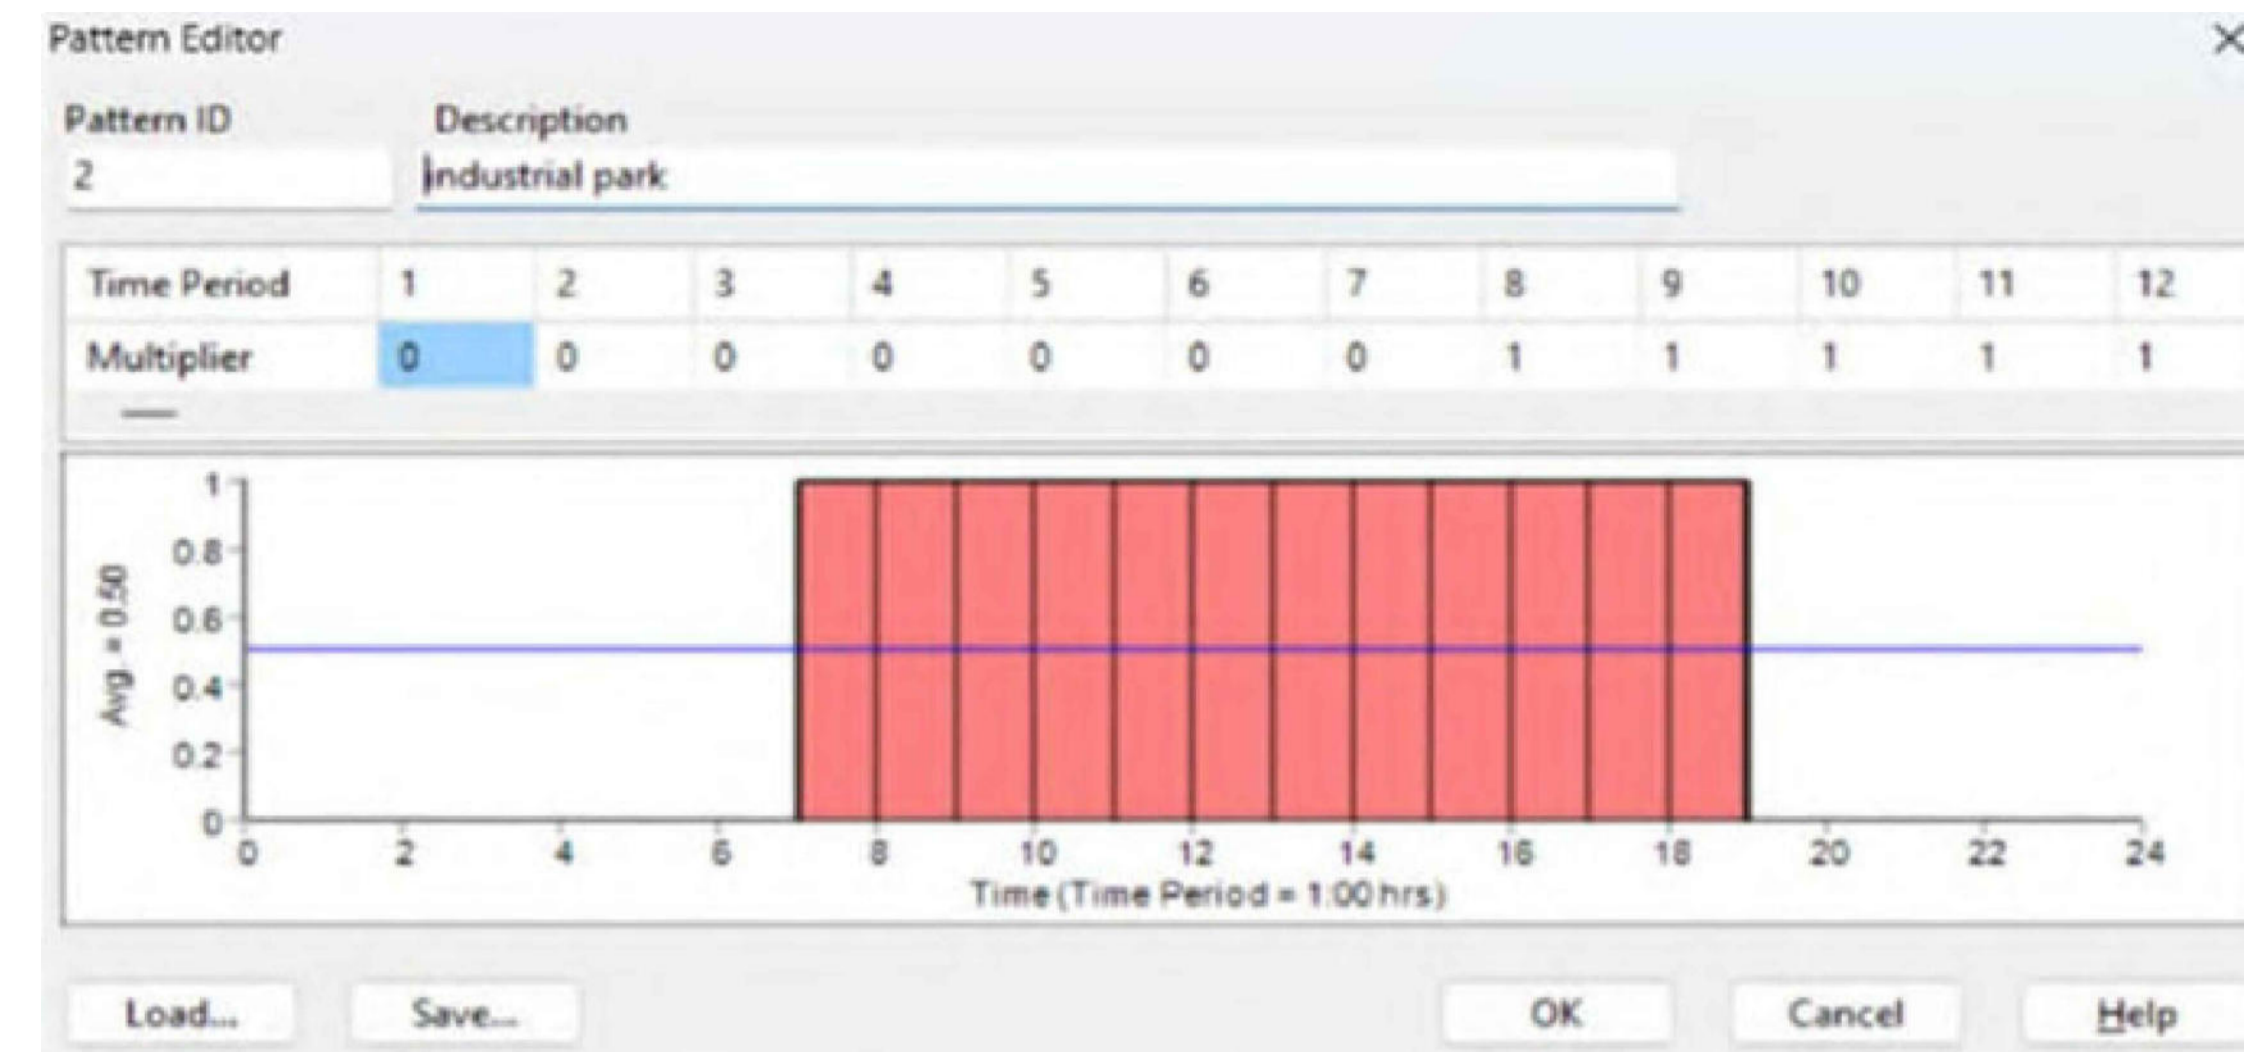 Pattern Editor
Pattern ID Description
2 industrial park
Time Period 1 2 3 4 5 6 7 8 9 10 11 12
Multiplier 0 0 0 0 0 0 0 1 1 1 1 1
Avg. = 0.50
1
0.8
0.6
0.4
0.2
0
0 2 4 6 8 10 12 14 16 18 20 22 24
Time (Time Period = 1:00 hrs)
Load... Save... OK Cancel Help